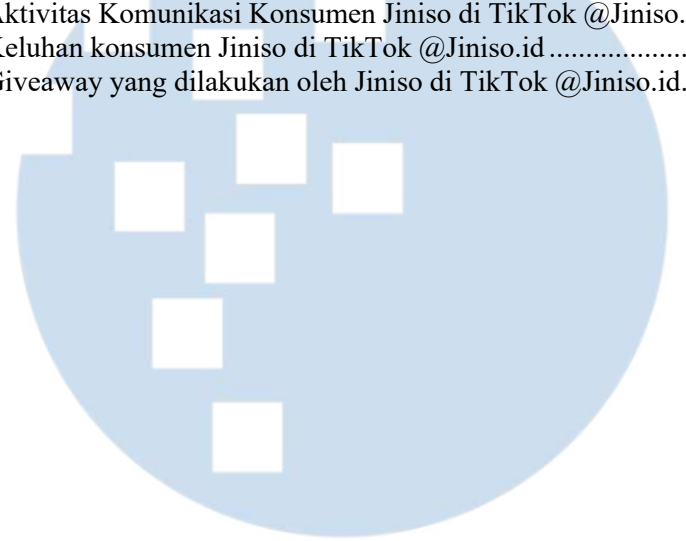 Aktivitas Komunikasi Konsumen Jiniso di TikTok @Jiniso.
Keluhan konsumen Jiniso di TikTok @Jiniso.id ...................
Giveaway yang dilakukan oleh Jiniso di TikTok @Jiniso.id.